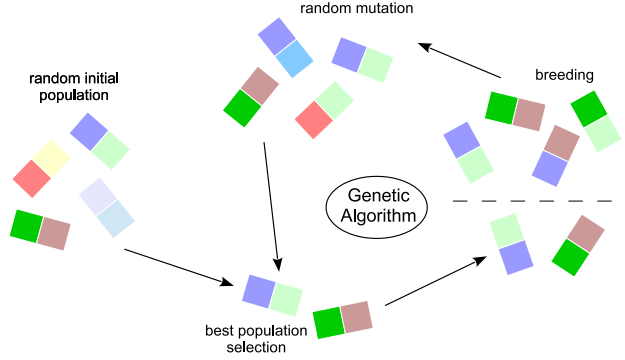 random mutation
random initial
population
breeding
Genetic
Algorithm
best population
selection